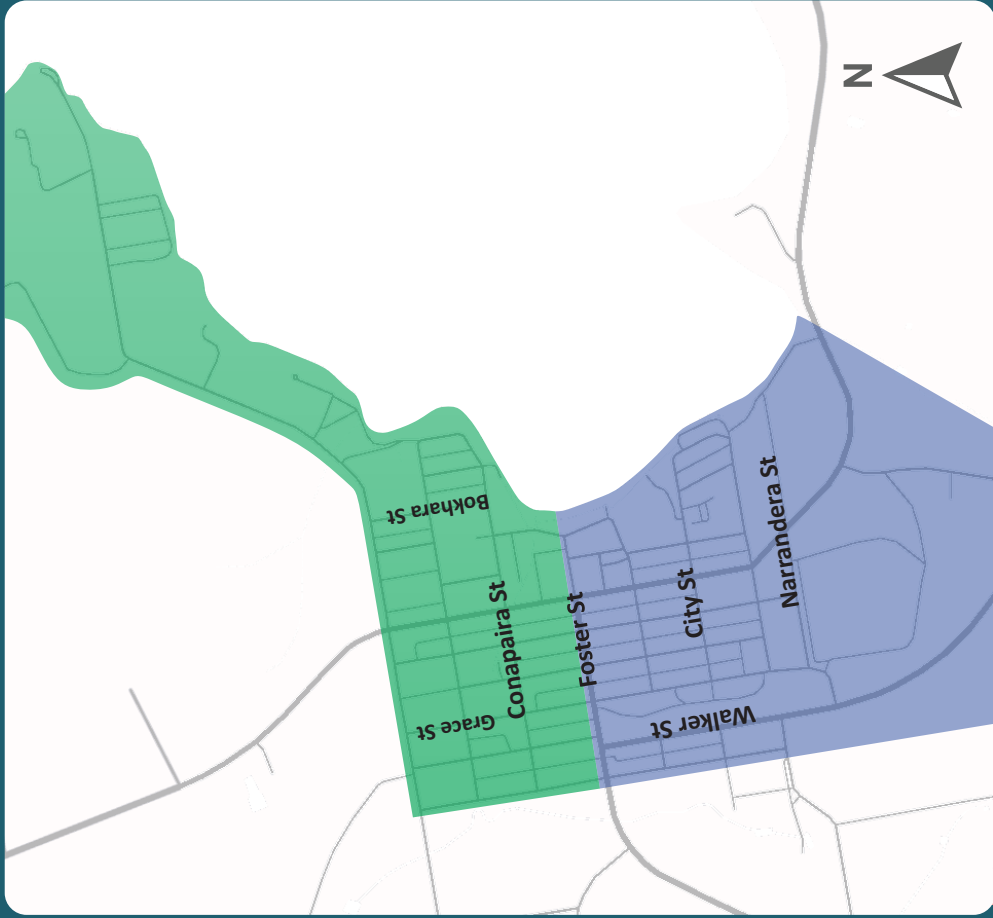 N
Bokhara St
Conapaira St
Grace St
Foster St
City St
Narrandera St
Walker St